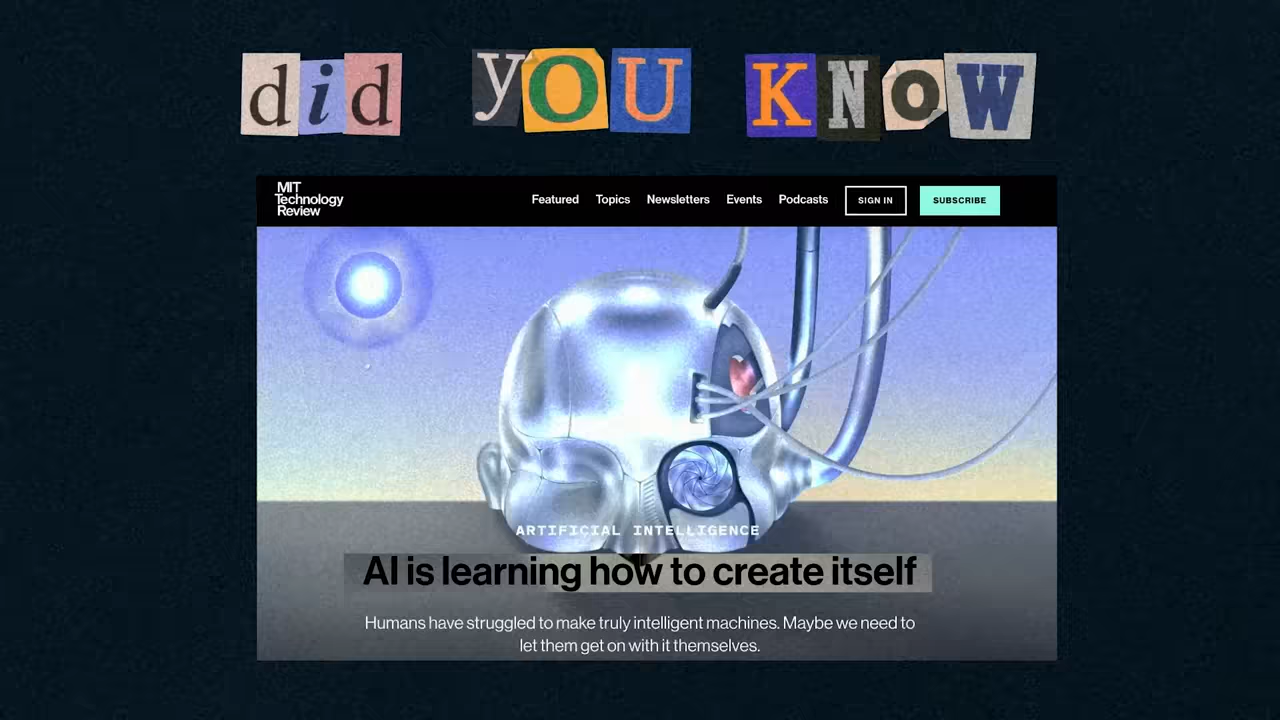 did yOU KNoW
MIT
Technology
Review
Featured Topics Newsletters Events Podcasts SIGN IN SUBSCRIBE
ARTIFICIAL INTELLIGENCE
AI is learning how to create itself
Humans have struggled to make truly intelligent machines. Maybe we need to
let them get on with it themselves.